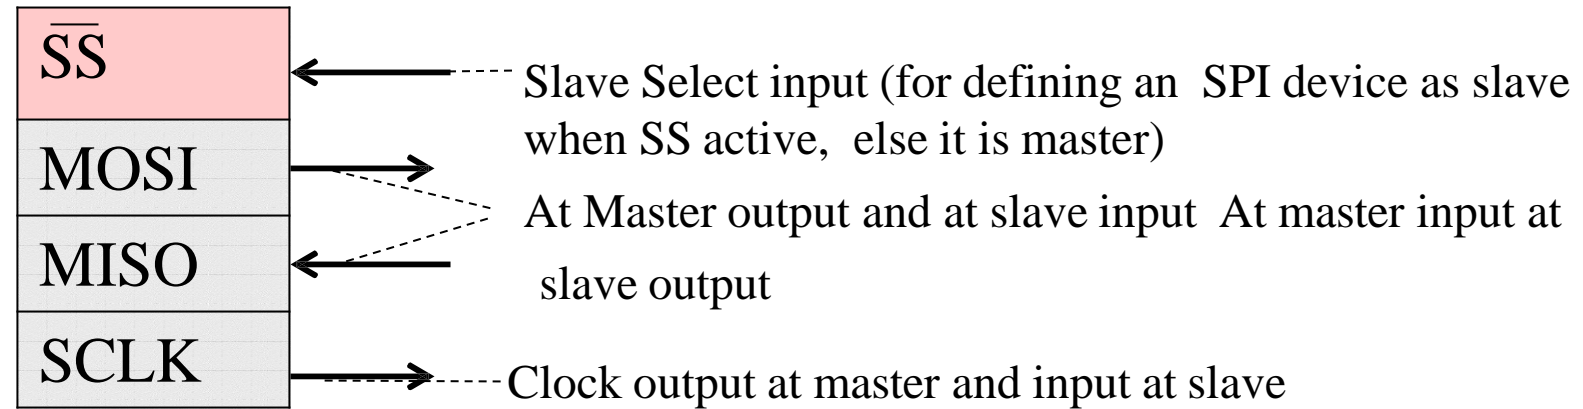 S̅S̅
Slave Select input (for defining an SPI device as slave
when SS active, else it is master)
MOSI
At Master output and at slave input At master input at
MISO
slave output
SCLK
Clock output at master and input at slave